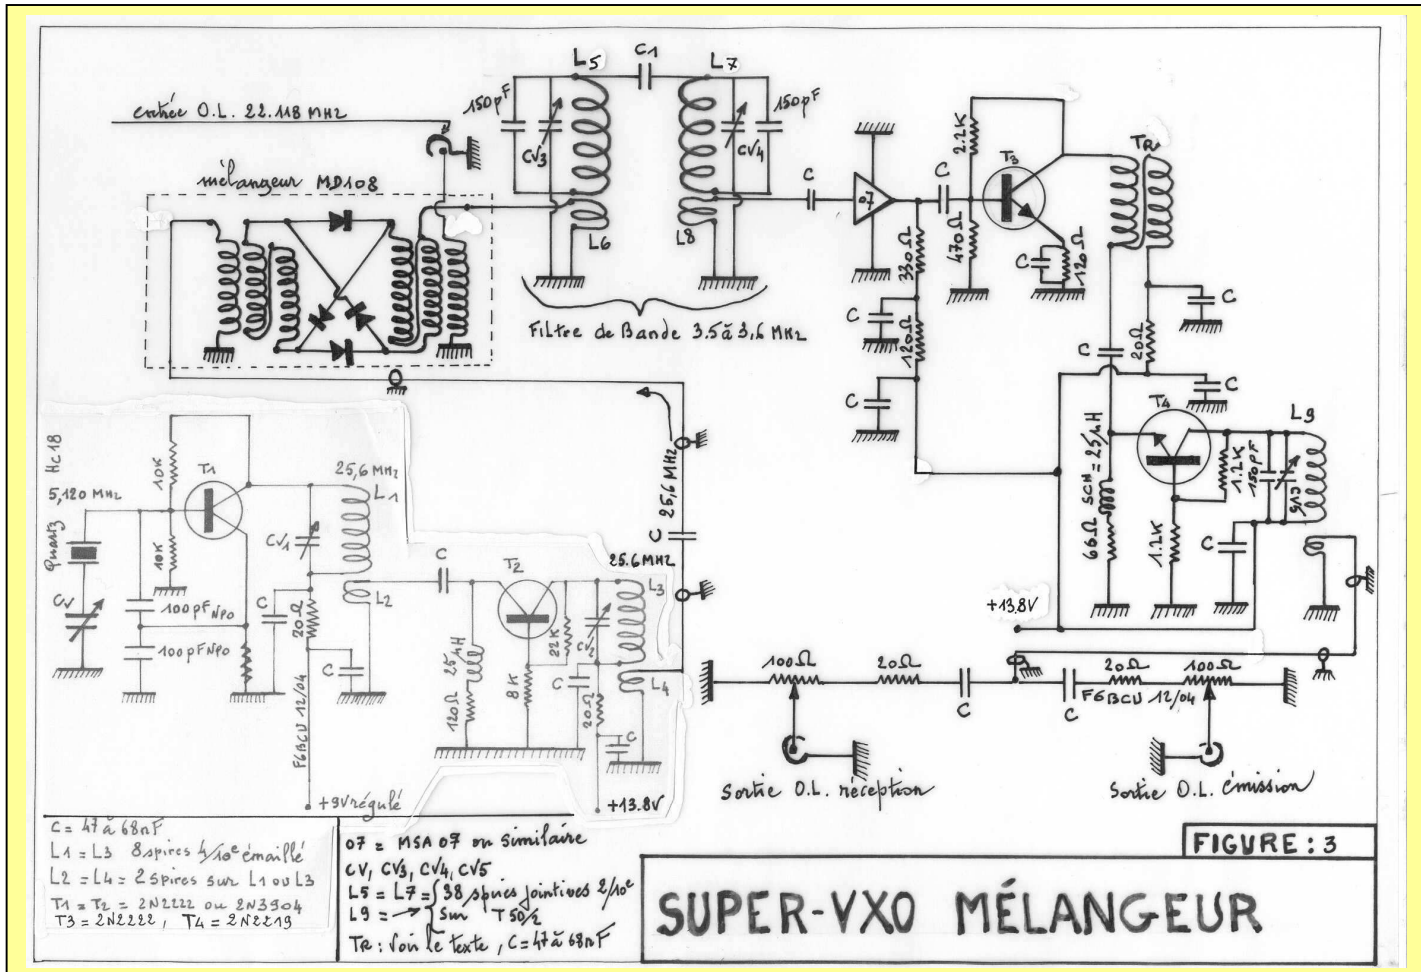 entrée O.L. 22.118 MHz
mélangeur MD108
L5
C1
L7
150pF
CV3
CV4
150pF
L6
L8
Filtre de Bande 3.5 à 3,6 MHz
C
07
C
2.2K
T3
470Ω
C
120Ω
TR
330Ω
C
120Ω
C
C
20Ω
C
C
T4
L9
SCH = 25µH
66Ω
1.2K
1.2K
150PF
CV5
C
+13.8V
Hc18
5,120 MHz
Quartz
CV
10K
10K
T1
100pF NPO
100pF NPO
25,6 MHz
L1
CV1
C
20Ω
L2
C
F6BCU 12/04
+9V régulé
C
T2
25.6MHz
L3
25µH
120Ω
8K
22K
CV2
C
20Ω
L4
C
+13.8V
25,6 MHz
C
100Ω
20Ω
C
C
20Ω
100Ω
F6BCU 12/04
Sortie O.L. réception
Sortie O.L. émission
C = 47 à 68nF
L1 = L3 8 spires 4/10e émaillé
L2 = L4 = 2 spires sur L1 ou L3
T1 = T2 = 2N2222 ou 2N3904
T3 = 2N2222, T4 = 2N2219
07 = MSA 07 ou Similaire
CV, CV3, CV4, CV5
L5 = L7 = { 38 spires jointives 2/10e
L9 = → { Sur T50/2
TR : Voir le texte, C = 47 à 68nF
FIGURE : 3
SUPER-VXO MÉLANGEUR